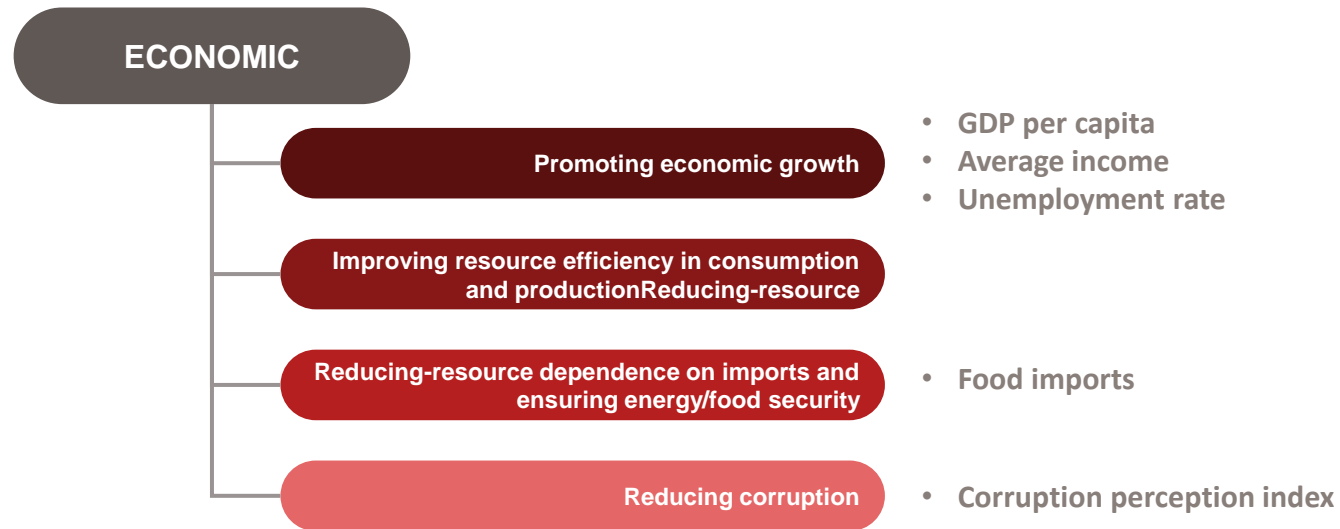 ECONOMIC
Promoting economic growth
• GDP per capita
• Average income
• Unemployment rate
Improving resource efficiency in consumption
and productionReducing-resource
Reducing-resource dependence on imports and
ensuring energy/food security
• Food imports
Reducing corruption
• Corruption perception index